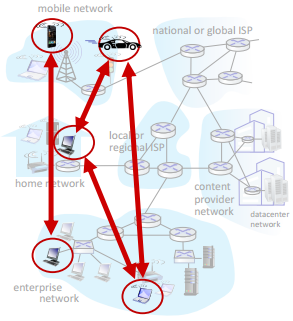 mobile network
national or global ISP
local or
regional ISP
home network
content
provider
network
datacenter
network
enterprise
network